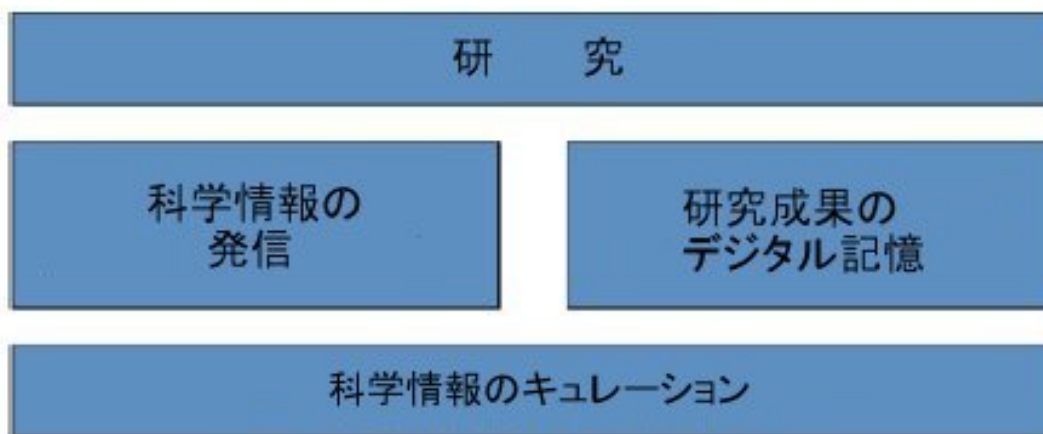 研　究
科学情報の
発信
研究成果の
デジタル記憶
科学情報のキュレーション